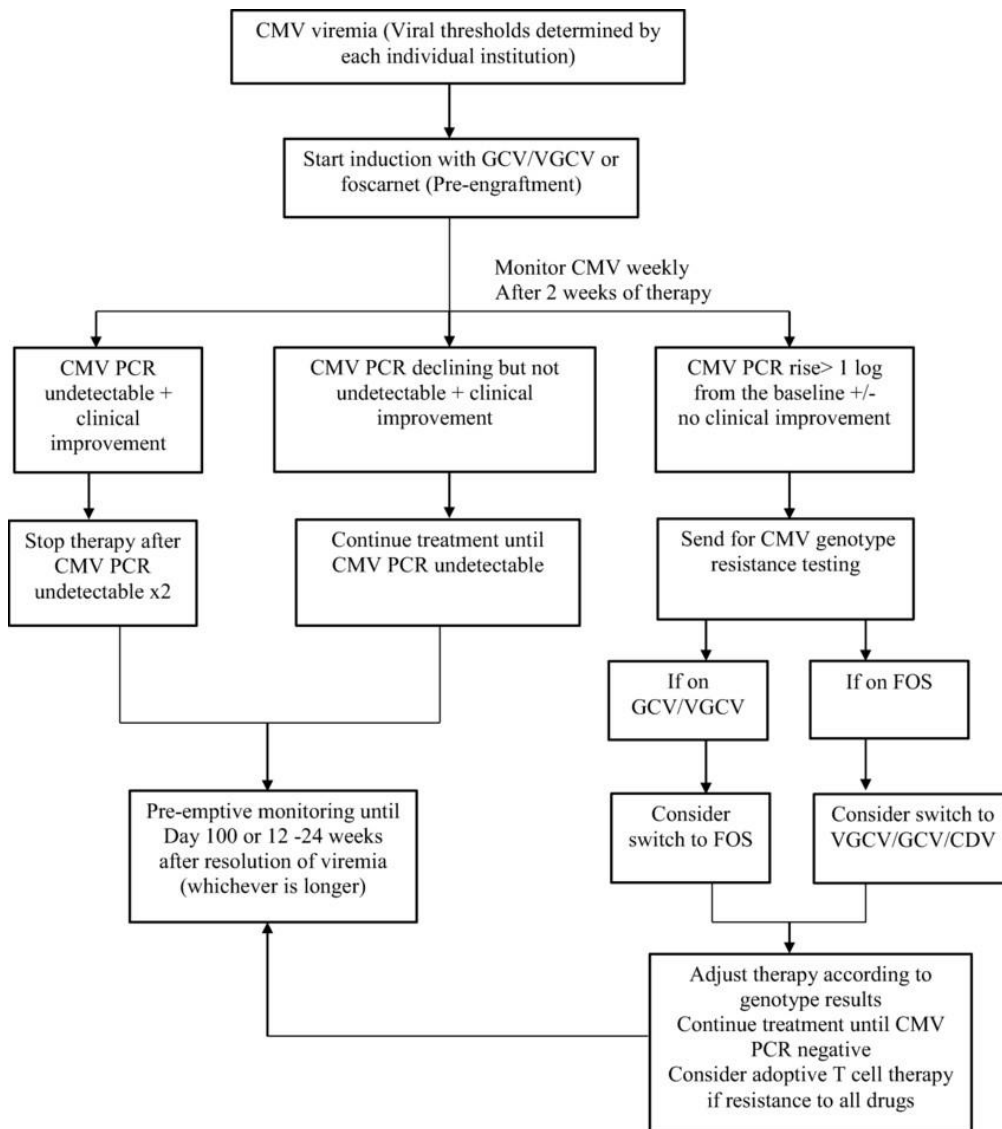 CMV viremia (Viral thresholds determined by
each individual institution)
Start induction with GCV/VGCV or
foscarnet (Pre-engraftment)
Monitor CMV weekly
After 2 weeks of therapy
CMV PCR
undetectable +
clinical
improvement
CMV PCR declining but not
undetectable + clinical
improvement
CMV PCR rise> 1 log
from the baseline +/-
no clinical improvement
Stop therapy after
CMV PCR
undetectable x2
Continue treatment until
CMV PCR undetectable
Send for CMV genotype
resistance testing
If on
GCV/VGCV
If on FOS
Pre-emptive monitoring until
Day 100 or 12 -24 weeks
after resolution of viremia
(whichever is longer)
Consider
switch to FOS
Consider switch to
VGCV/GCV/CDV
Adjust therapy according to
genotype results
Continue treatment until CMV
PCR negative
Consider adoptive T cell therapy
if resistance to all drugs